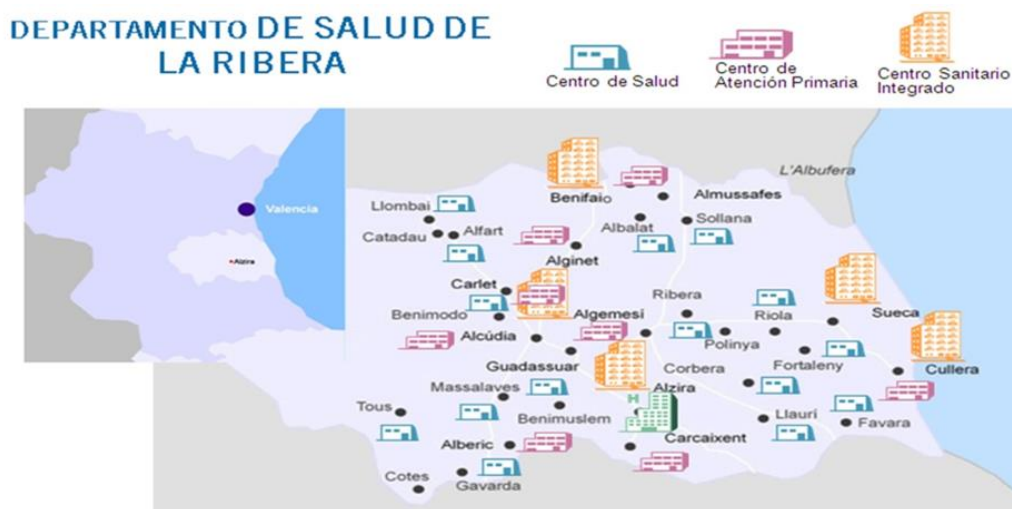 DEPARTAMENTO DE SALUD DE
LA RIBERA
Centro de Salud
Centro de
Atención Primaria
Centro Sanitario
Integrado
L'Albufera
Valencia
Alzira
Benifaio
Almussafes
Llombai
Albalat
Sollana
Catadau
Alfart
Alginet
Carlet
Ribera
Sueca
Benimodo
Algemesí
Riola
Alcúdia
Polinya
Guadassuar
Corbera
Fortaleny
Cullera
Massalaves
Alzira
H
Tous
Benimuslem
Llaurí
Favara
Alberic
Carcaixent
Cotes
Gavarda